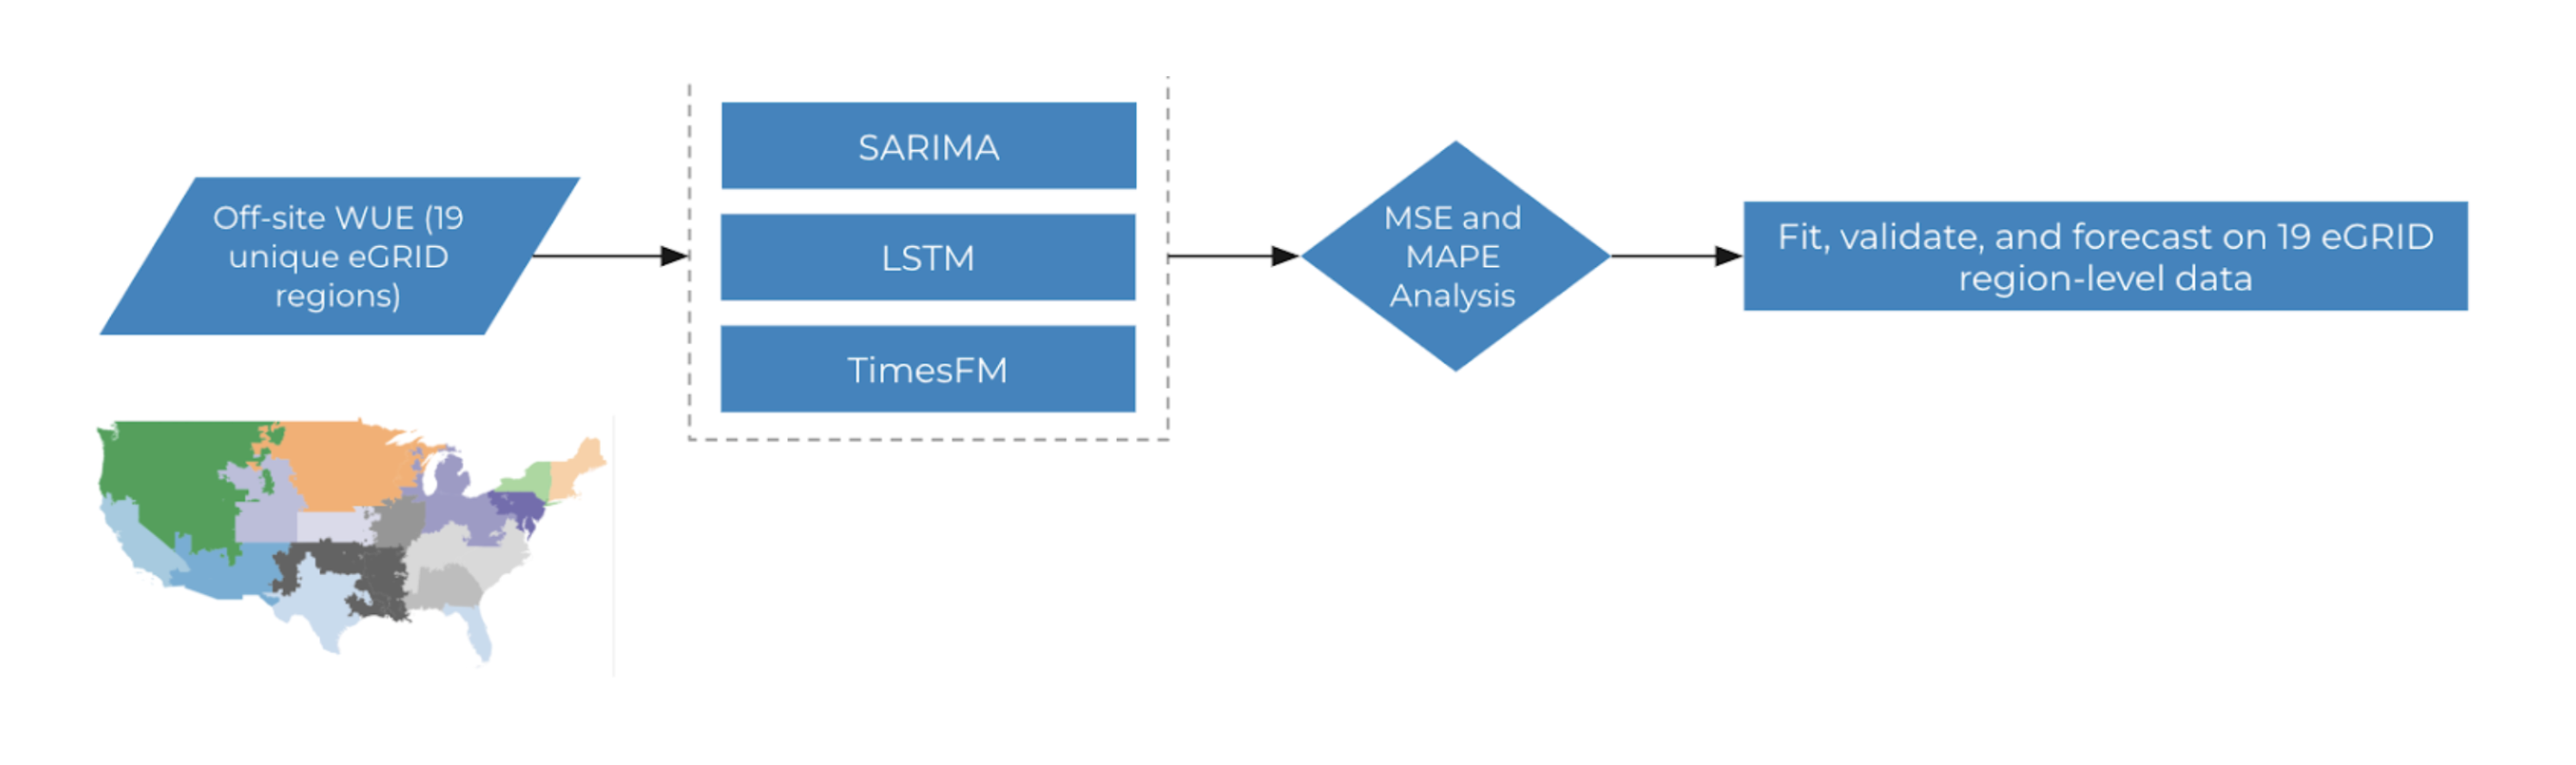 Off-site WUE (19
unique eGRID
regions)
SARIMA
LSTM
TimesFM
MSE and
MAPE
Analysis
Fit, validate, and forecast on 19 eGRID
region-level data